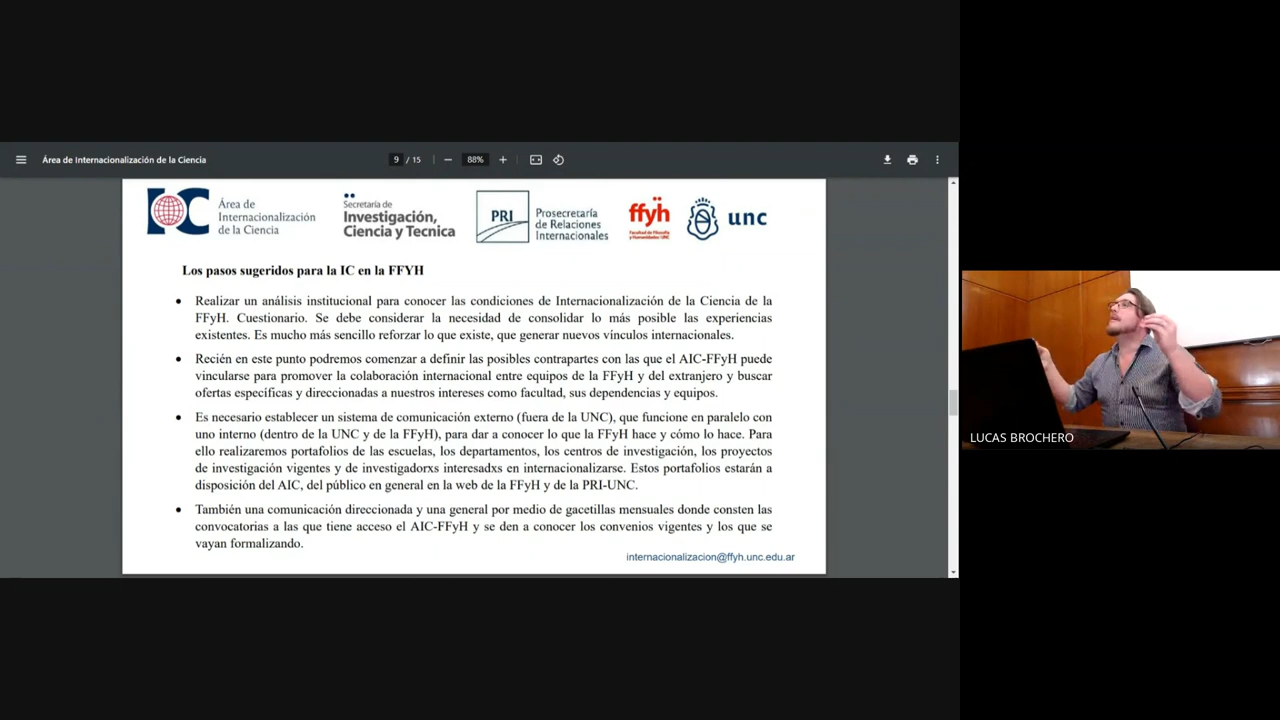 Área de Internacionalización de la Ciencia
9 / 15
88%
IC
Área de
Internacionalización
de la Ciencia
Secretaría de
Investigación,
Ciencia y Tecnica
PRI
Prosecretaría
de Relaciones
Internacionales
ffyh
Facultad de Filosofía
y Humanidades UNC
unc
Los pasos sugeridos para la IC en la FFYH
• Realizar un análisis institucional para conocer las condiciones de Internacionalización de la Ciencia de la
FFyH. Cuestionario. Se debe considerar la necesidad de consolidar lo más posible las experiencias
existentes. Es mucho más sencillo reforzar lo que existe, que generar nuevos vínculos internacionales.
• Recién en este punto podremos comenzar a definir las posibles contrapartes con las que el AIC-FFyH puede
vincularse para promover la colaboración internacional entre equipos de la FFyH y del extranjero y buscar
ofertas específicas y direccionadas a nuestros intereses como facultad, sus dependencias y equipos.
• Es necesario establecer un sistema de comunicación externo (fuera de la UNC), que funcione en paralelo con
uno interno (dentro de la UNC y de la FFyH), para dar a conocer lo que la FFyH hace y cómo lo hace. Para
ello realizaremos portafolios de las escuelas, los departamentos, los centros de investigación, los proyectos
de investigación vigentes y de investigadorxs interesadxs en internacionalizarse. Estos portafolios estarán a
disposición del AIC, del público en general en la web de la FFyH y de la PRI-UNC.
• También una comunicación direccionada y una general por medio de gacetillas mensuales donde consten las
convocatorias a las que tiene acceso el AIC-FFyH y se den a conocer los convenios vigentes y los que se
vayan formalizando.
internacionalizacion@ffyh.unc.edu.ar
LUCAS BROCHERO